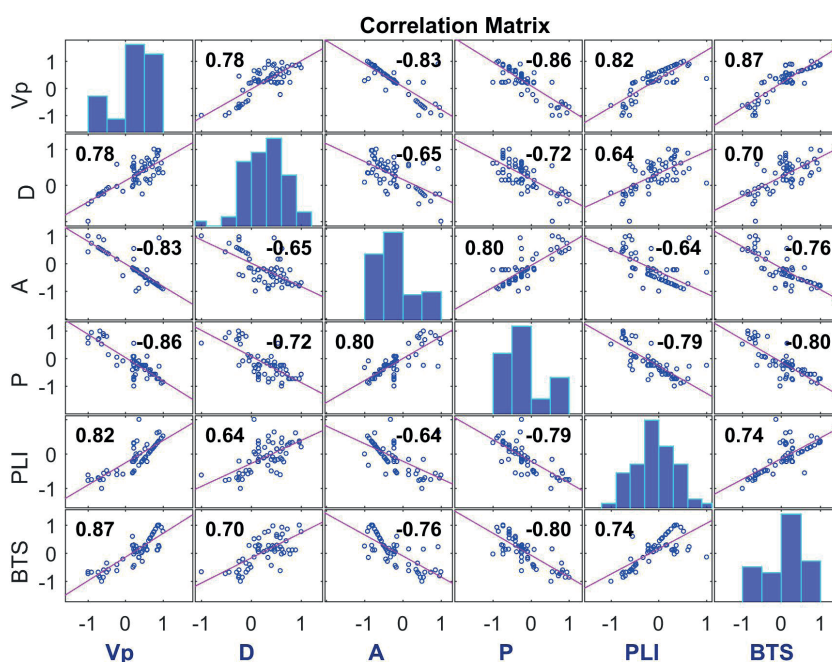 Correlation Matrix
Vp 1 0 -1 0.78 -0.83 -0.86 0.82 0.87
D 1 0 0.78 -0.65 -0.72 0.64 0.70
A 1 0 -1 -0.83 -0.65 0.80 -0.64 -0.76
P 1 0 -1 -0.86 -0.72 0.80 -0.79 -0.80
PLI 1 0 -1 0.82 0.64 -0.64 -0.79 0.74
BTS 1 0 -1 0.87 0.70 -0.76 -0.80 0.74
-1 0 1 -1 0 1 -1 0 1 -1 0 1 -1 0 1 -1 0 1
Vp D A P PLI BTS